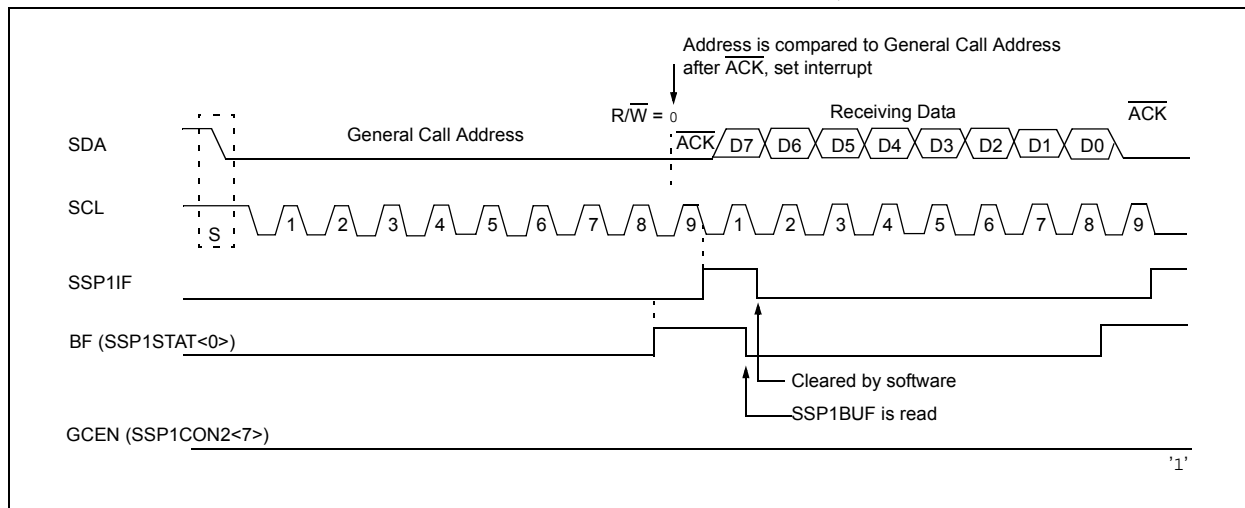 Address is compared to General Call Address
after ACK, set interrupt
R/W = 0
Receiving Data
ACK
SDA
General Call Address
ACK
D7 D6 D5 D4 D3 D2 D1 D0
SCL
S
1 2 3 4 5 6 7 8 9 1 2 3 4 5 6 7 8 9
SSP1IF
BF (SSP1STAT<0>)
Cleared by software
SSP1BUF is read
GCEN (SSP1CON2<7>)
'1'